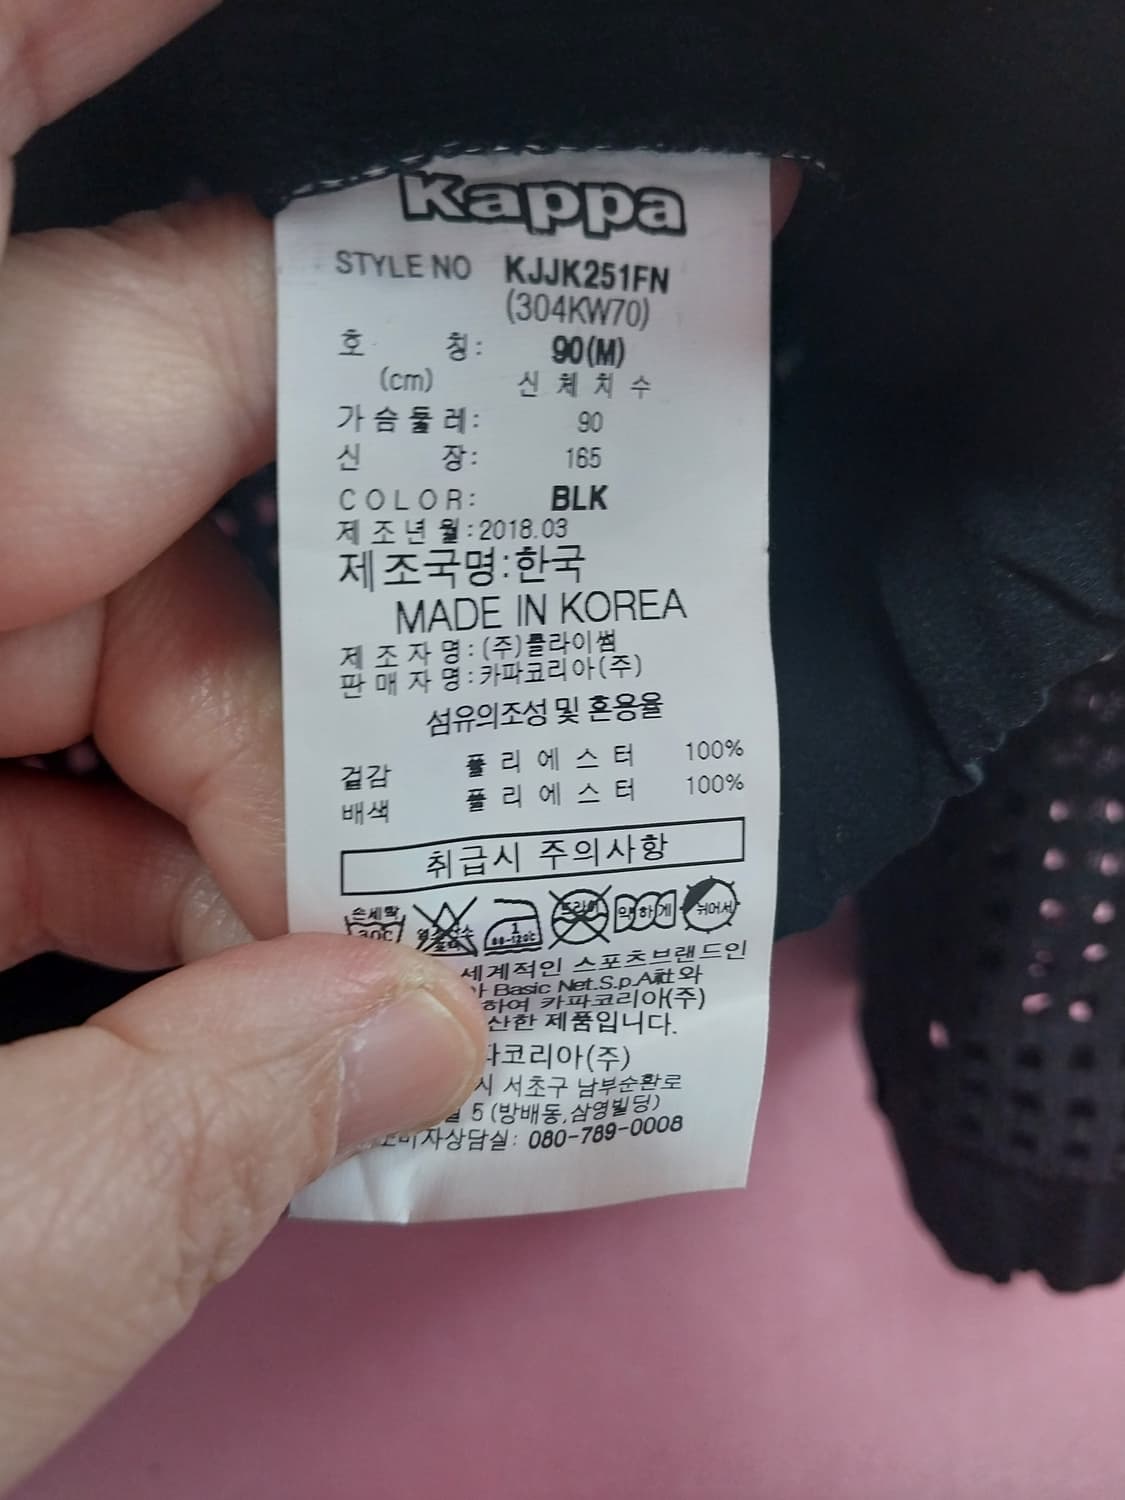 Kappa
STYLE NO KJJK251FN
(304KW70)
호 칭: 90(M)
(cm) 신체치수
가슴둘레: 90
신 장: 165
COLOR: BLK
제조년월:2018.03
제조국명:한국
MADE IN KOREA
제조자명:(주)플라이썸
판매자명:카파코리아(주)
섬유의조성 및 혼용율
겉감 폴리에스터 100%
배색 폴리에스터 100%
취급시 주의사항
손세탁 드라이 약하게 뉘어서
30℃ 1
80-120℃
세계적인 스포츠브랜드인
Basic Net.S.p.A社와
하여 카파코리아(주)
산한 제품입니다.
파코리아(주)
시 서초구 남부순환로
5 (방배동,삼영빌딩)
소비자상담실: 080-789-0008